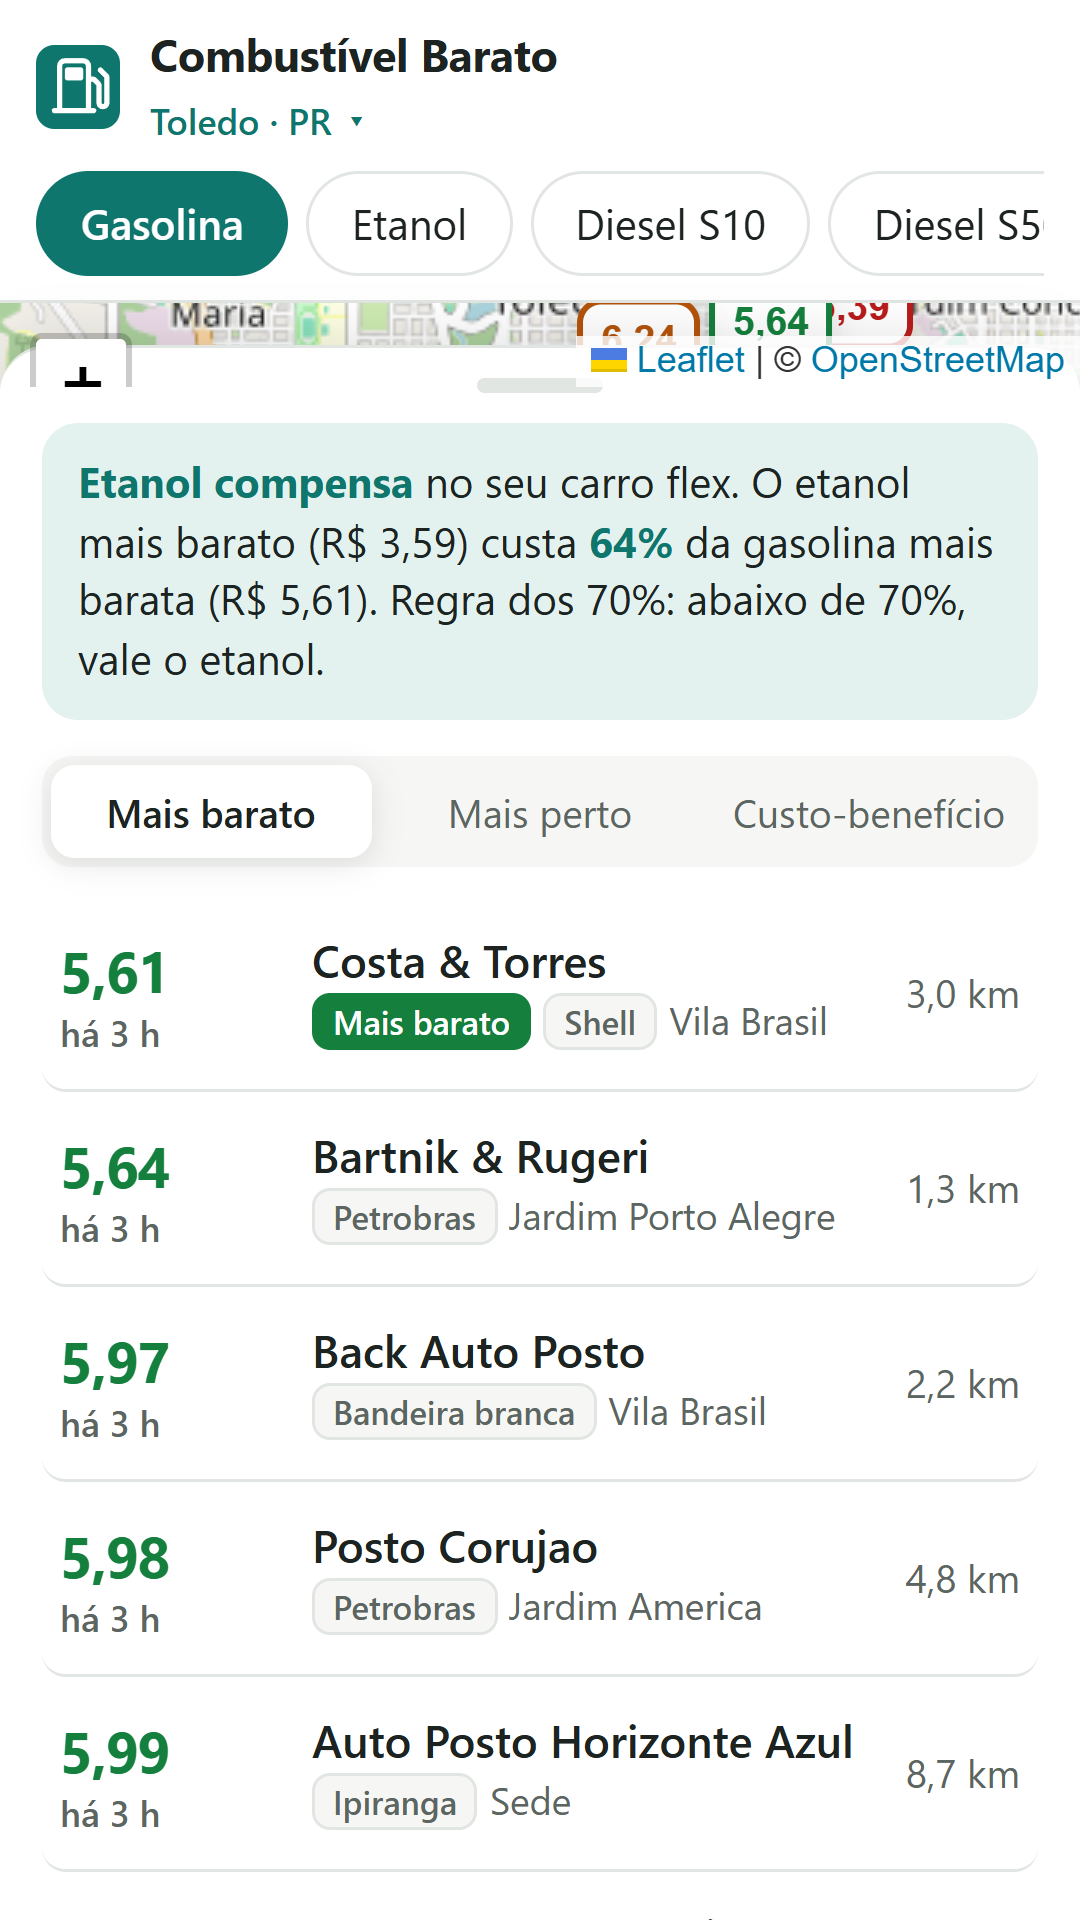 Combustível Barato
Toledo · PR ▾
Gasolina
Etanol
Diesel S10
Diesel S5
Maria
6,24
5,64
,39
+
Leaflet | © OpenStreetMap
Etanol compensa no seu carro flex. O etanol
mais barato (R$ 3,59) custa 64% da gasolina mais
barata (R$ 5,61). Regra dos 70%: abaixo de 70%,
vale o etanol.
Mais barato
Mais perto
Custo-benefício
5,61
há 3 h
Costa & Torres
Mais barato Shell Vila Brasil
3,0 km
5,64
há 3 h
Bartnik & Rugeri
Petrobras Jardim Porto Alegre
1,3 km
5,97
há 3 h
Back Auto Posto
Bandeira branca Vila Brasil
2,2 km
5,98
há 3 h
Posto Corujao
Petrobras Jardim America
4,8 km
5,99
há 3 h
Auto Posto Horizonte Azul
Ipiranga Sede
8,7 km